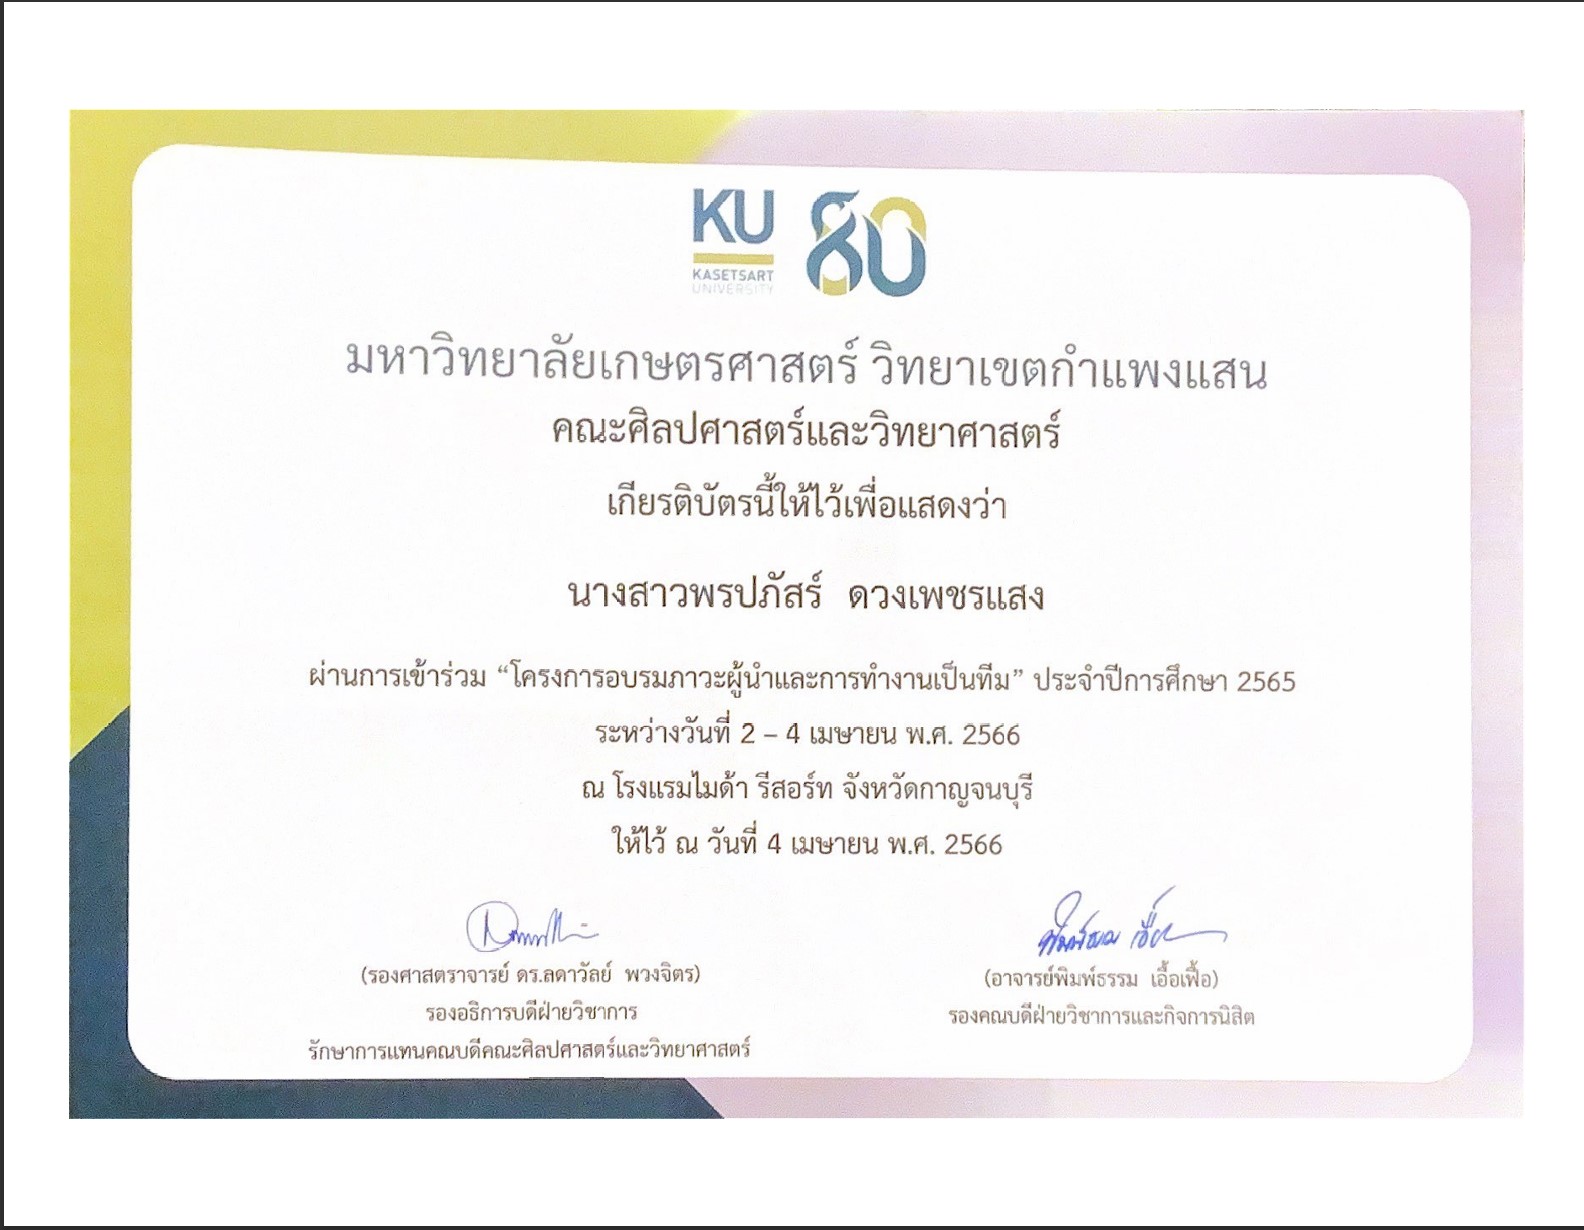 KU ๘๐
KASETSART
UNIVERSITY
มหาวิทยาลัยเกษตรศาสตร์ วิทยาเขตกำแพงแสน
คณะศิลปศาสตร์และวิทยาศาสตร์
เกียรติบัตรนี้ให้ไว้เพื่อแสดงว่า
นางสาวพรปภัสร์ ดวงเพชรแสง
ผ่านการเข้าร่วม “โครงการอบรมภาวะผู้นำและการทำงานเป็นทีม” ประจำปีการศึกษา 2565
ระหว่างวันที่ 2 – 4 เมษายน พ.ศ. 2566
ณ โรงแรมไมด้า รีสอร์ท จังหวัดกาญจนบุรี
ให้ไว้ ณ วันที่ 4 เมษายน พ.ศ. 2566
(รองศาสตราจารย์ ดร.ลดาวัลย์ พวงจิตร)
รองอธิการบดีฝ่ายวิชาการ
รักษาการแทนคณบดีคณะศิลปศาสตร์และวิทยาศาสตร์
(อาจารย์พิมพ์ธรรม เอื้อเฟื้อ)
รองคณบดีฝ่ายวิชาการและกิจการนิสิต